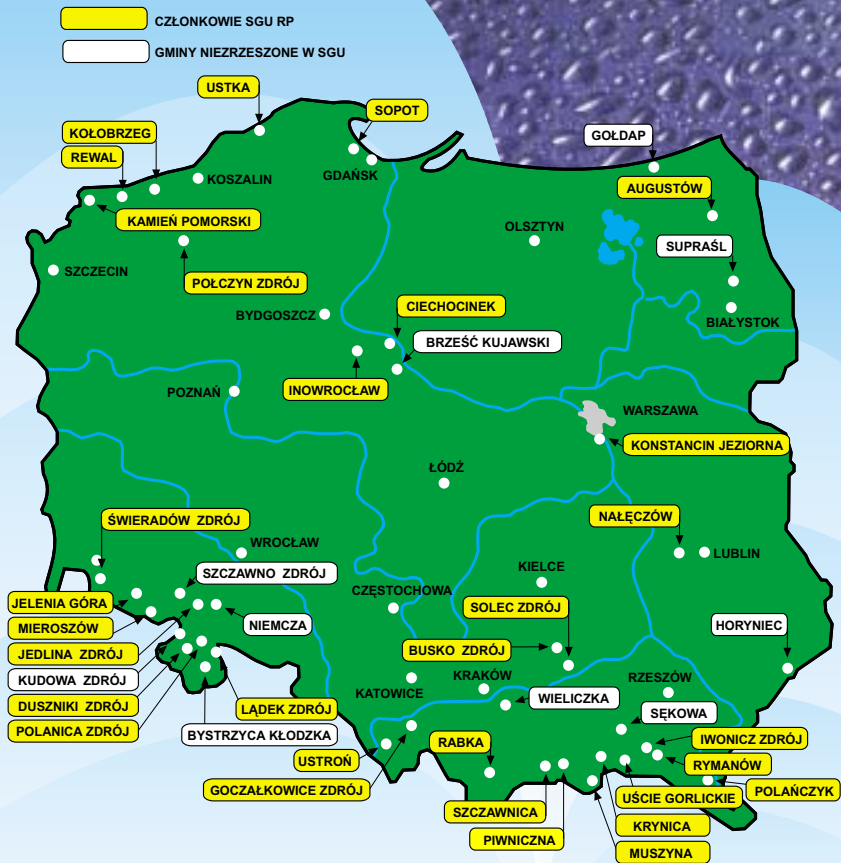 CZŁONKOWIE SGU RP
GMINY NIEZRZESZONE W SGU
USTKA
SOPOT
KOŁOBRZEG
GOŁDAP
REWAL
GDAŃSK
KOSZALIN
AUGUSTÓW
KAMIEŃ POMORSKI
OLSZTYN
SUPRAŚL
SZCZECIN
POŁCZYN ZDRÓJ
CIECHOCINEK
BYDGOSZCZ
BIAŁYSTOK
BRZEŚĆ KUJAWSKI
POZNAŃ
INOWROCŁAW
WARSZAWA
KONSTANCIN JEZIORNA
ŁÓDŹ
NAŁĘCZÓW
ŚWIERADÓW ZDRÓJ
WROCŁAW
LUBLIN
KIELCE
SZCZAWNO ZDRÓJ
CZĘSTOCHOWA
JELENIA GÓRA
SOLEC ZDRÓJ
MIEROSZÓW
NIEMCZA
HORYNIEC
JEDLINA ZDRÓJ
BUSKO ZDRÓJ
KUDOWA ZDRÓJ
KRAKÓW
RZESZÓW
DUSZNIKI ZDRÓJ
KATOWICE
WIELICZKA
LĄDEK ZDRÓJ
SĘKOWA
POLANICA ZDRÓJ
BYSTRZYCA KŁODZKA
IWONICZ ZDRÓJ
RABKA
USTROŃ
RYMANÓW
GOCZAŁKOWICE ZDRÓJ
POLAŃCZYK
UŚCIE GORLICKIE
SZCZAWNICA
KRYNICA
PIWNICZNA
MUSZYNA